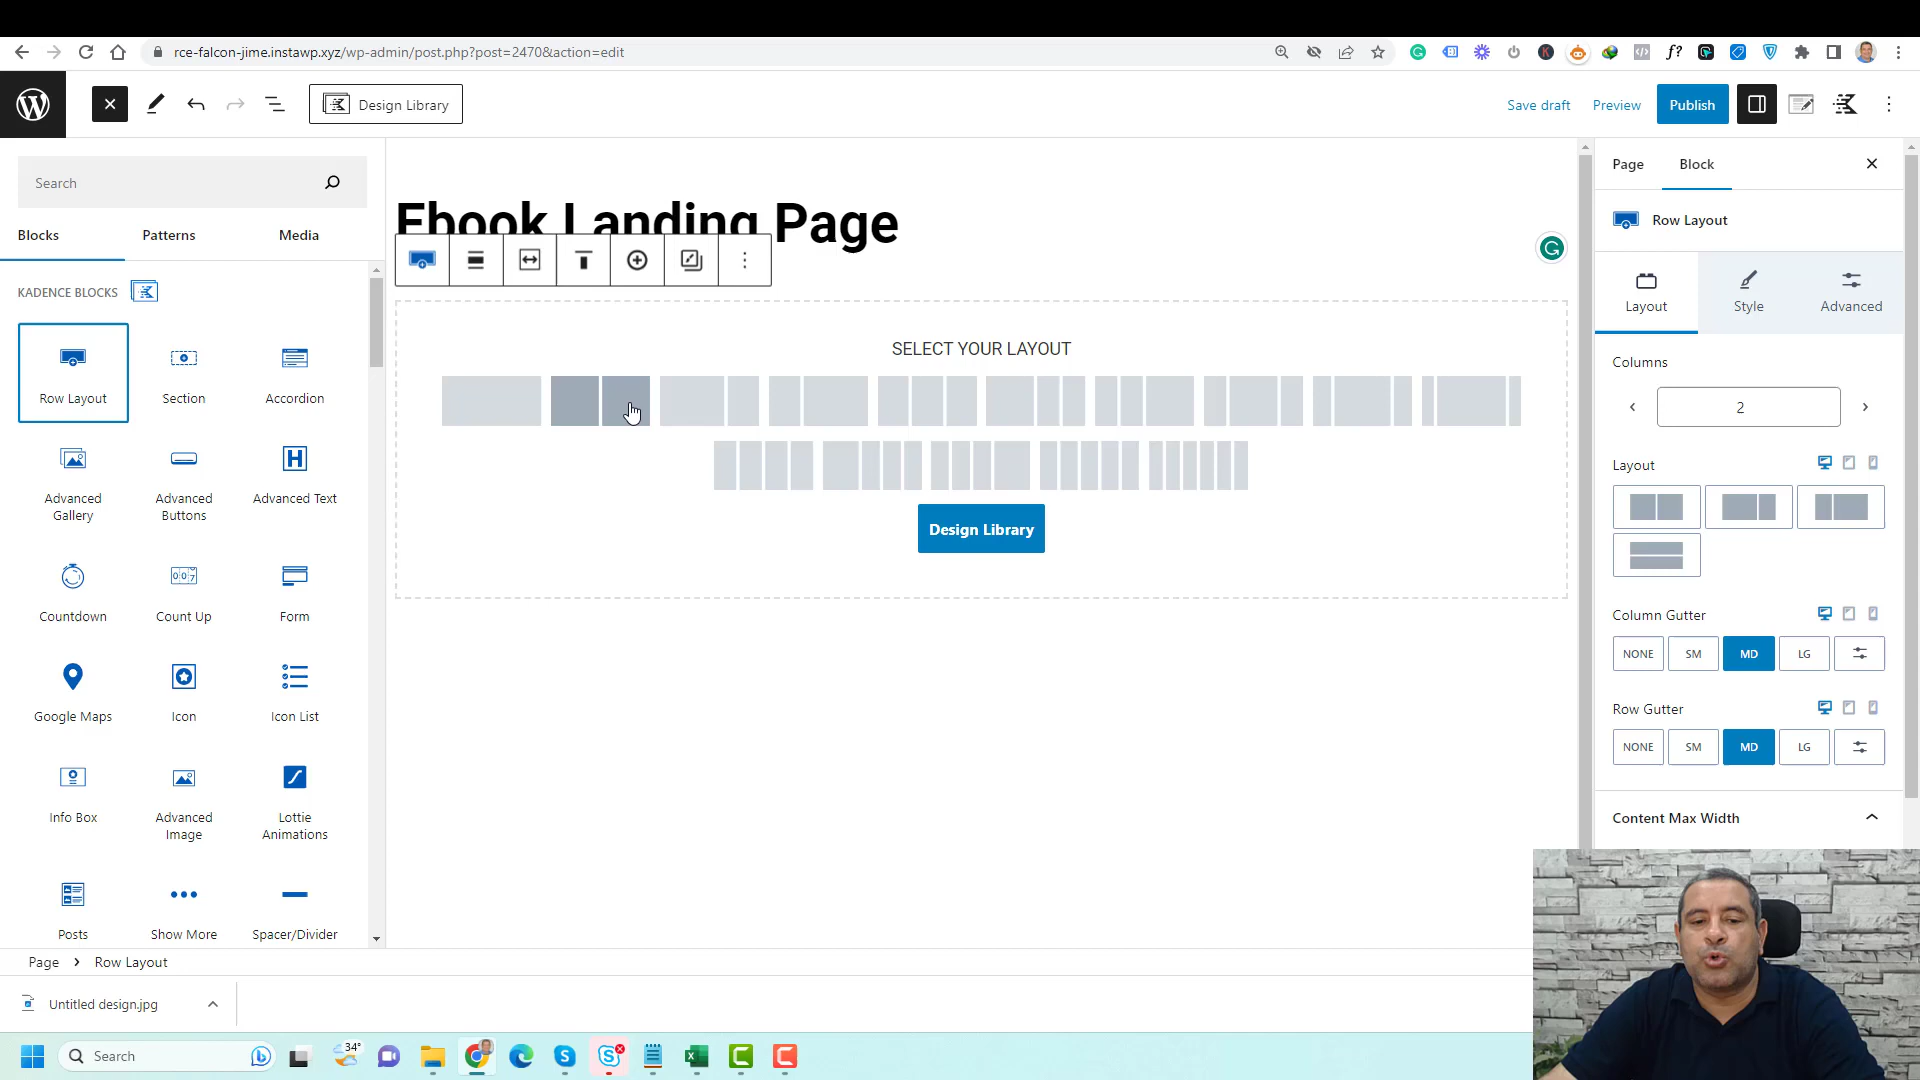 rce-falcon-jime.instawp.xyz/wp-admin/post.php?post=2470&action=edit
Design Library
Save draft
Preview
Publish
Search
Blocks
Patterns
Media
KADENCE BLOCKS
Row Layout
Section
Accordion
Advanced Gallery
Advanced Buttons
Advanced Text
Countdown
Count Up
Form
Google Maps
Icon
Icon List
Info Box
Advanced Image
Lottie Animations
Posts
Show More
Spacer/Divider
Ebook Landing Page
SELECT YOUR LAYOUT
Design Library
Page
Block
Row Layout
Layout
Style
Advanced
Columns
2
Layout
Column Gutter
NONE
SM
MD
LG
Row Gutter
NONE
SM
MD
LG
Content Max Width
Page > Row Layout
Untitled design.jpg
Search
34°